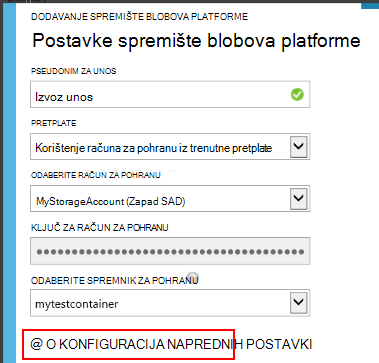 DODAVANJE SPREMIŠTE BLOBOVA PLATFORME
Postavke spremište blobova platforme
PSEUDONIM ZA UNOS
Izvoz unos
PRETPLATE
Korištenje računa za pohranu iz trenutne pretplate
ODABERITE RAČUN ZA POHRANU
MyStorageAccount (Zapad SAD)
KLJUČ ZA RAČUN ZA POHRANU
ODABERITE SPREMNIK ZA POHRANU
mytestcontainer
@ O KONFIGURACIJA NAPREDNIH POSTAVKI